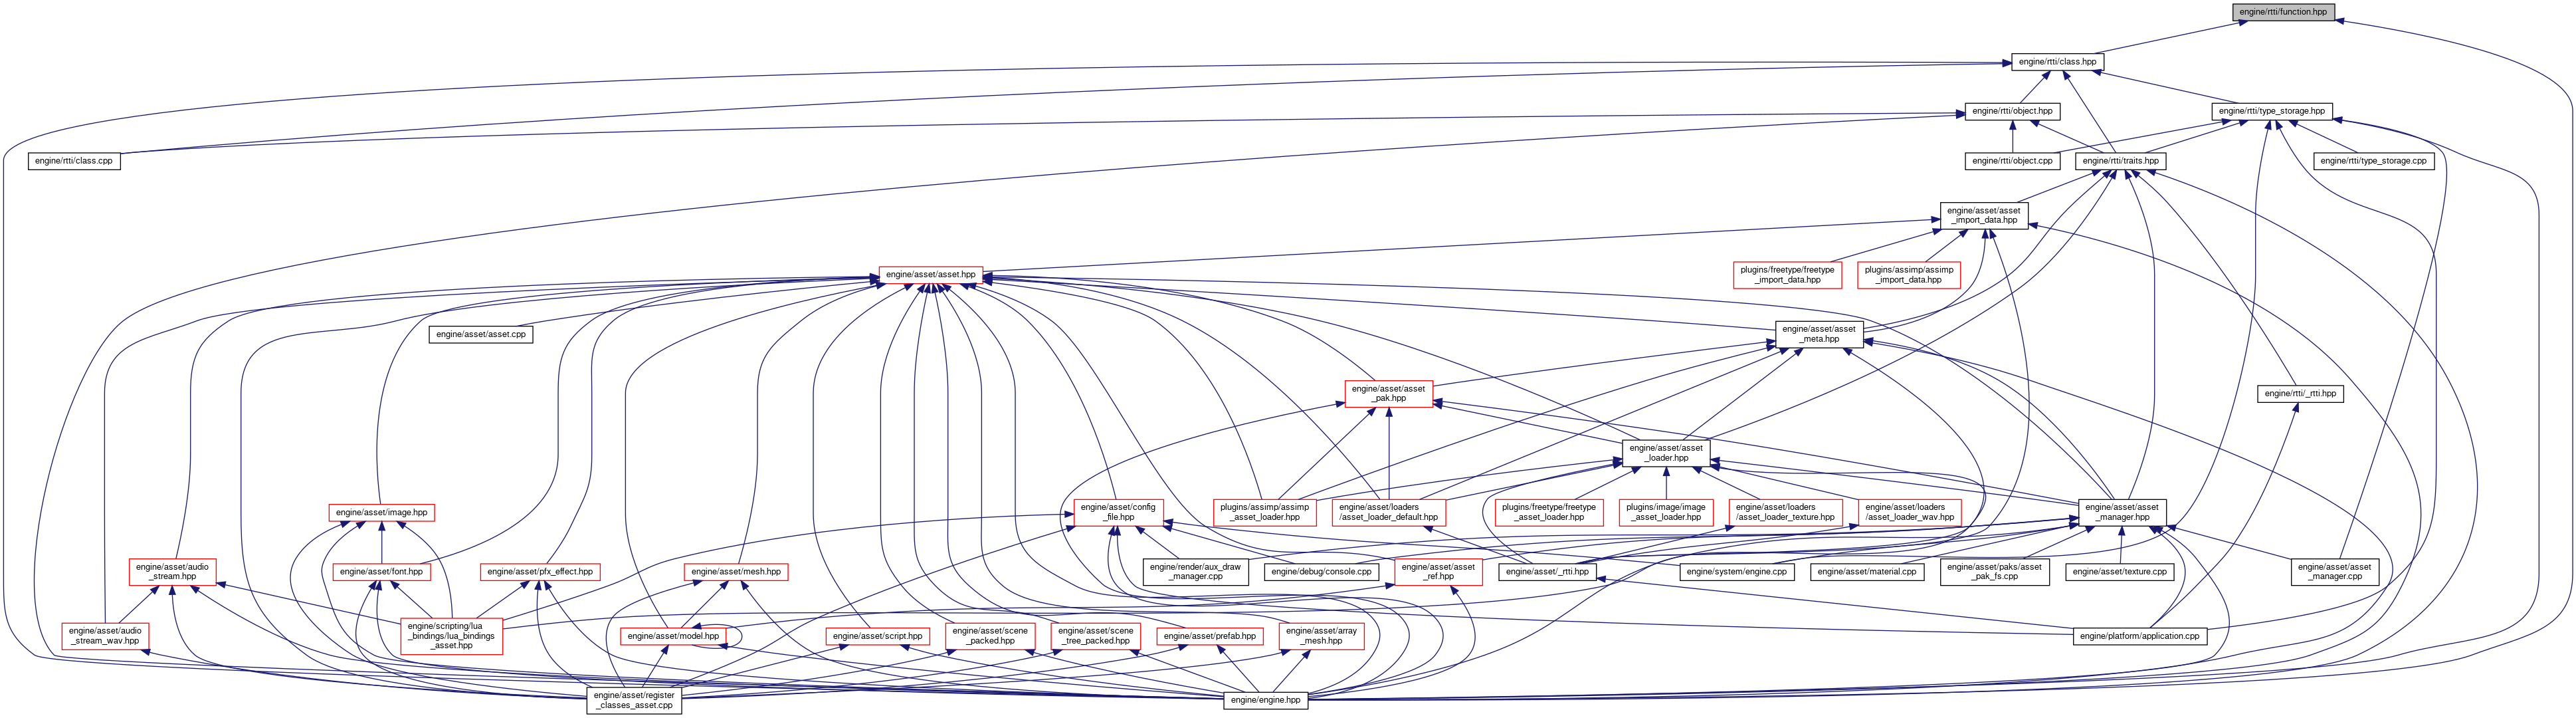 engine/rtti/function.hpp
engine/rtti/class.hpp
engine/rtti/object.hpp
engine/rtti/type_storage.hpp
engine/rtti/class.cpp
engine/rtti/object.cpp
engine/rtti/traits.hpp
engine/rtti/type_storage.cpp
engine/asset/asset
_import_data.hpp
engine/asset/asset.hpp
plugins/freetype/freetype
_import_data.hpp
plugins/assimp/assimp
_import_data.hpp
engine/asset/asset.cpp
engine/asset/asset
_meta.hpp
engine/asset/asset
_pak.hpp
engine/rtti/_rtti.hpp
engine/asset/asset
_loader.hpp
engine/asset/image.hpp
engine/asset/config
_file.hpp
plugins/assimp/assimp
_asset_loader.hpp
engine/asset/loaders
/asset_loader_default.hpp
plugins/freetype/freetype
_asset_loader.hpp
plugins/image/image
_asset_loader.hpp
engine/asset/loaders
/asset_loader_texture.hpp
engine/asset/loaders
/asset_loader_wav.hpp
engine/asset/asset
_manager.hpp
engine/asset/audio
_stream.hpp
engine/asset/font.hpp
engine/asset/pfx_effect.hpp
engine/asset/mesh.hpp
engine/render/aux_draw
_manager.cpp
engine/debug/console.cpp
engine/asset/asset
_ref.hpp
engine/asset/_rtti.hpp
engine/system/engine.cpp
engine/asset/material.cpp
engine/asset/paks/asset
_pak_fs.cpp
engine/asset/texture.cpp
engine/asset/asset
_manager.cpp
engine/asset/audio
_stream_wav.hpp
engine/scripting/lua
_bindings/lua_bindings
_asset.hpp
engine/asset/model.hpp
engine/asset/script.hpp
engine/asset/scene
_packed.hpp
engine/asset/scene
_tree_packed.hpp
engine/asset/prefab.hpp
engine/asset/array
_mesh.hpp
engine/platform/application.cpp
engine/asset/register
_classes_asset.cpp
engine/engine.hpp